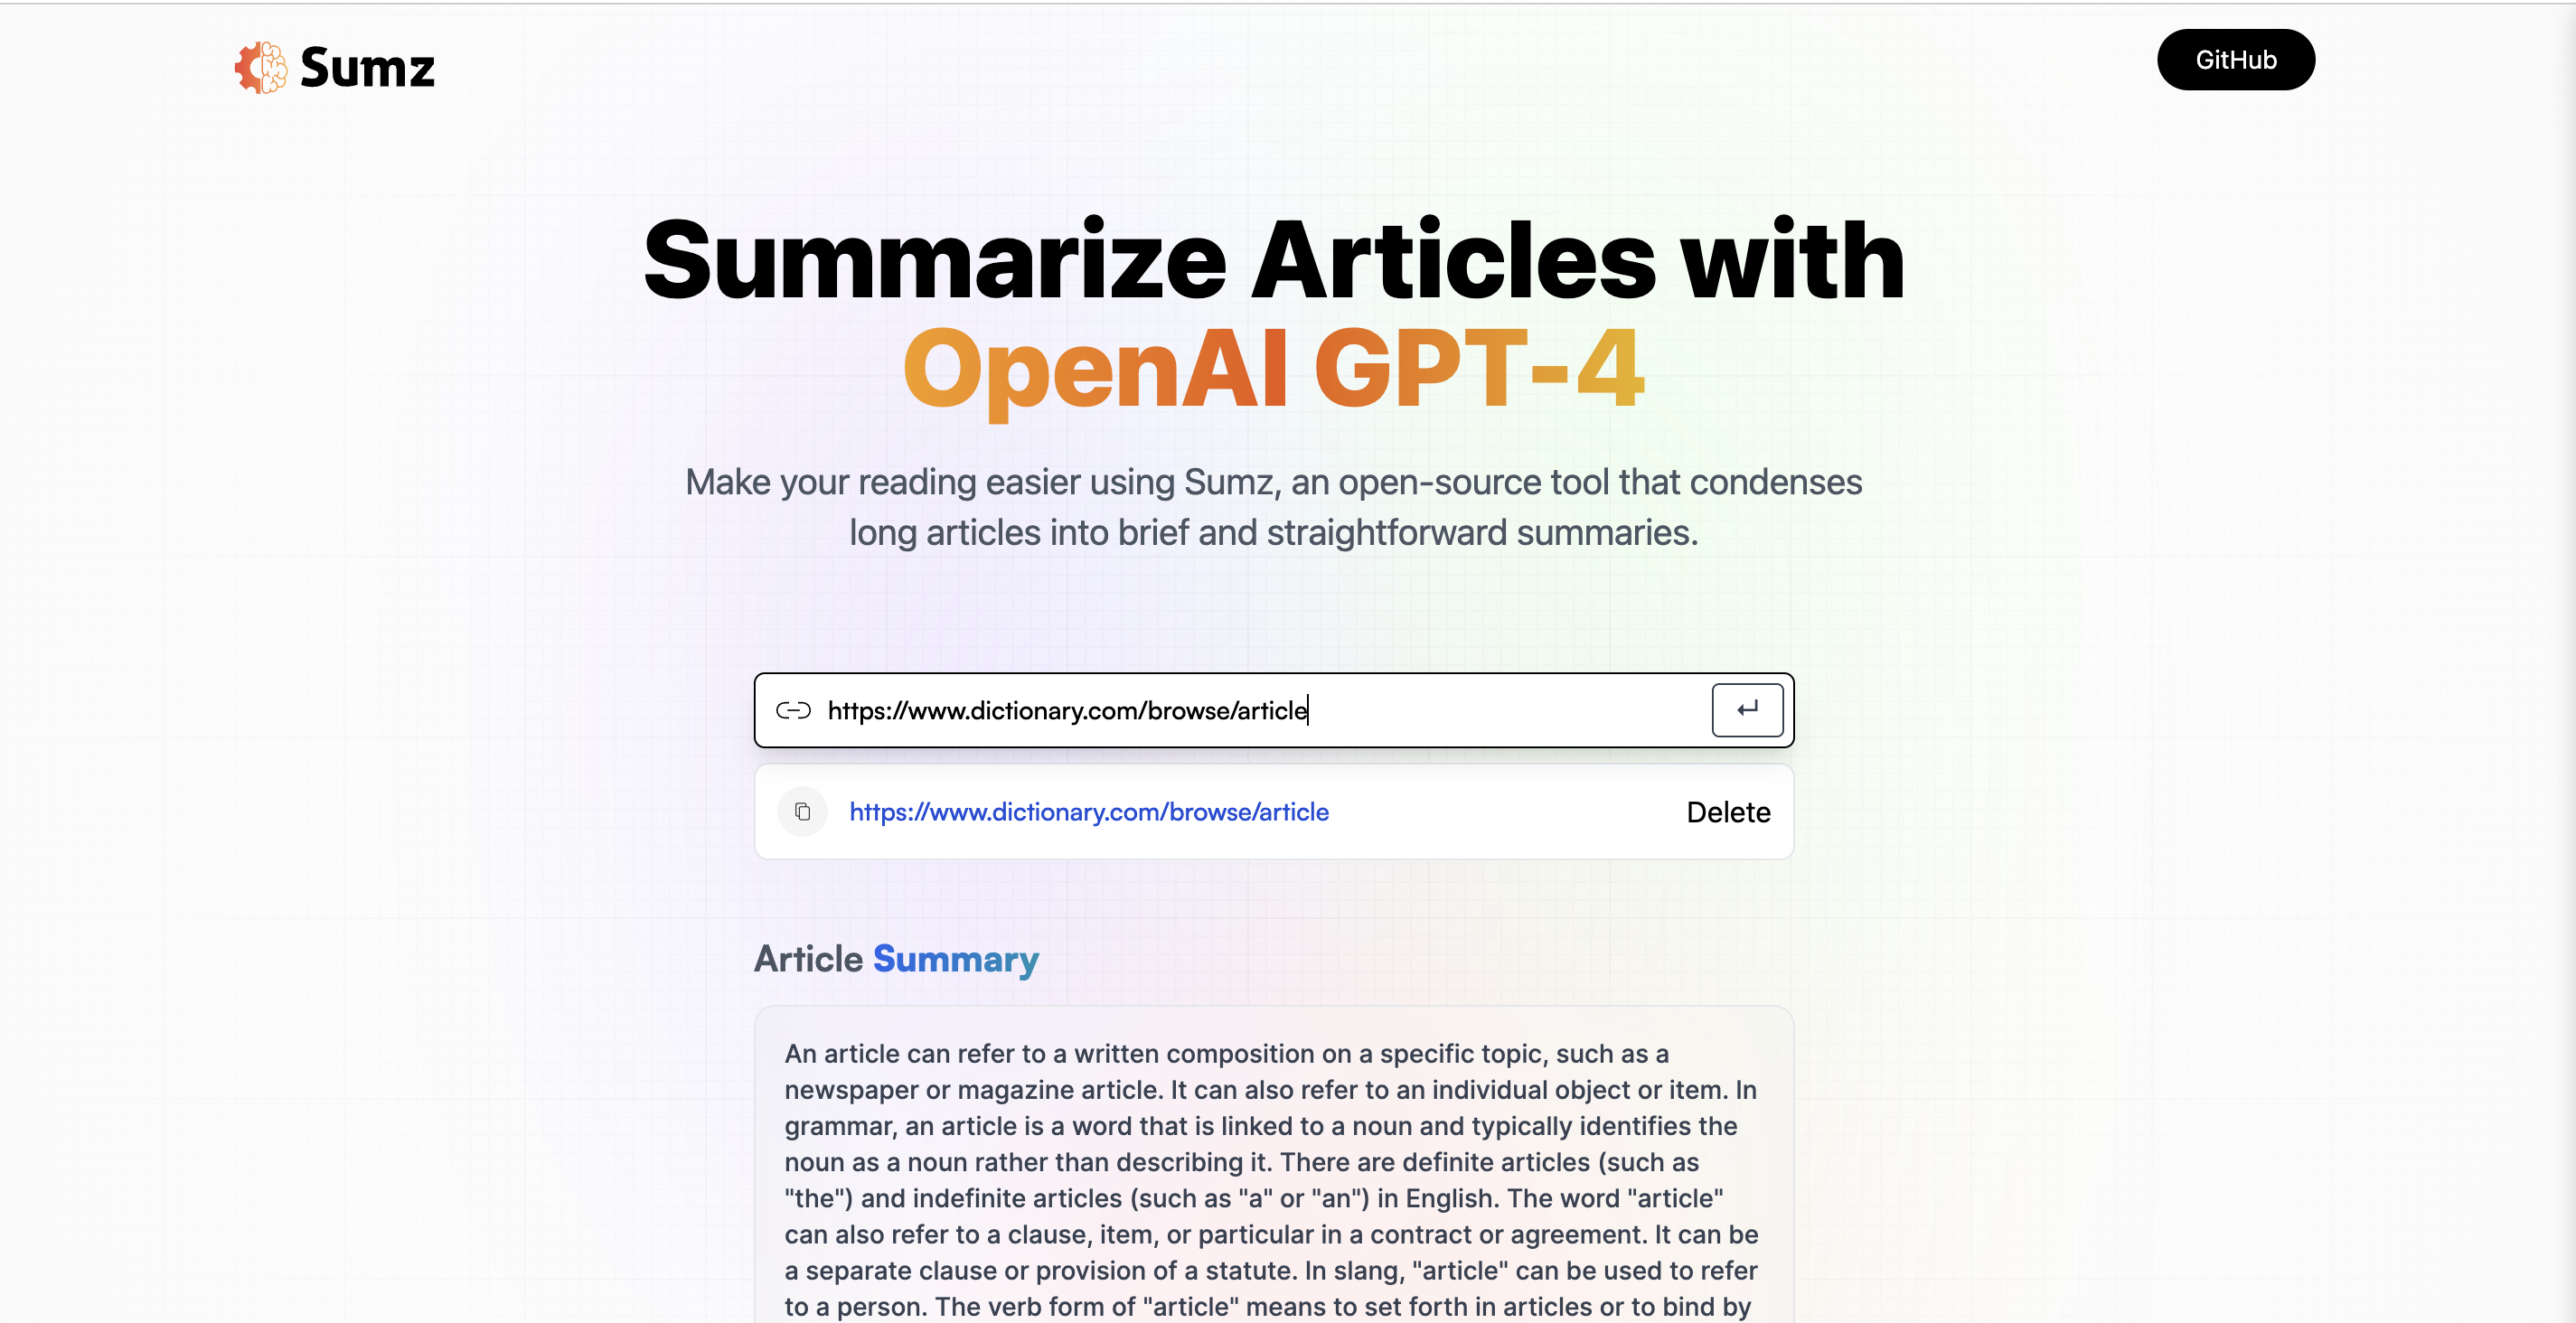 Sumz
GitHub
Summarize Articles with
OpenAI GPT-4
Make your reading easier using Sumz, an open-source tool that condenses
long articles into brief and straightforward summaries.
https://www.dictionary.com/browse/article
https://www.dictionary.com/browse/article
Delete
Article Summary
An article can refer to a written composition on a specific topic, such as a
newspaper or magazine article. It can also refer to an individual object or item. In
grammar, an article is a word that is linked to a noun and typically identifies the
noun as a noun rather than describing it. There are definite articles (such as
"the") and indefinite articles (such as "a" or "an") in English. The word "article"
can also refer to a clause, item, or particular in a contract or agreement. It can be
a separate clause or provision of a statute. In slang, "article" can be used to refer
to a person. The verb form of "article" means to set forth in articles or to bind by